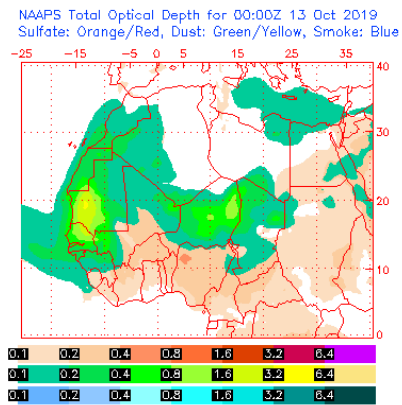 NAAPS Total Optical Depth for 00:00Z 13 Oct 2019
Sulfate: Orange/Red, Dust: Green/Yellow, Smoke: Blue
-25 -15 -5 0 5 15 25 35
40
30
20
10
0
0.1 0.2 0.4 0.8 1.6 3.2 6.4
0.1 0.2 0.4 0.8 1.6 3.2 6.4
0.1 0.2 0.4 0.8 1.6 3.2 6.4